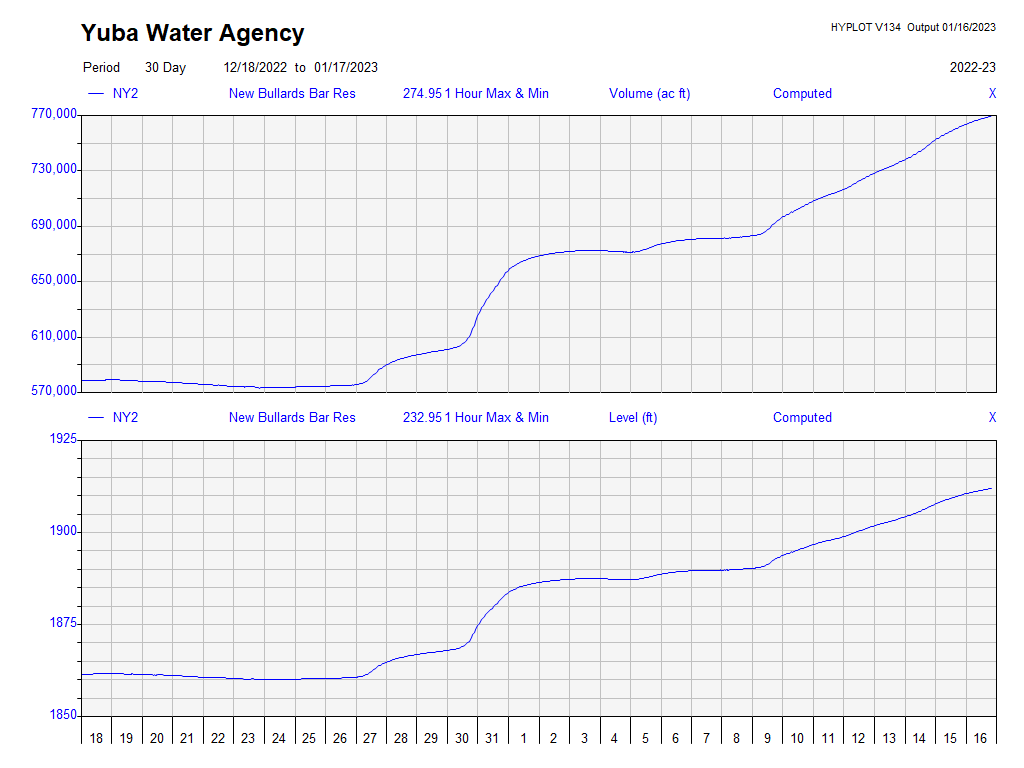 Yuba Water Agency
HYPLOT V134 Output 01/16/2023
Period 30 Day 12/18/2022 to 01/17/2023 2022-23
NY2 New Bullards Bar Res 274.95 1 Hour Max & Min Volume (ac ft) Computed X
770,000
730,000
690,000
650,000
610,000
570,000
NY2 New Bullards Bar Res 232.95 1 Hour Max & Min Level (ft) Computed X
1925
1900
1875
1850
18 19 20 21 22 23 24 25 26 27 28 29 30 31 1 2 3 4 5 6 7 8 9 10 11 12 13 14 15 16